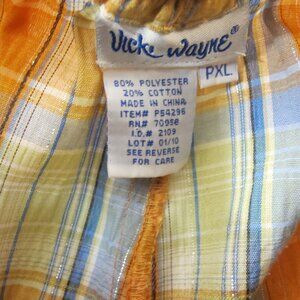 Vicki Wayne®
PXL
80% POLYESTER
20% COTTON
MADE IN CHINA
ITEM# P54296
RN# 70958
I.D.# 2109
LOT# 01/10
SEE REVERSE
FOR CARE